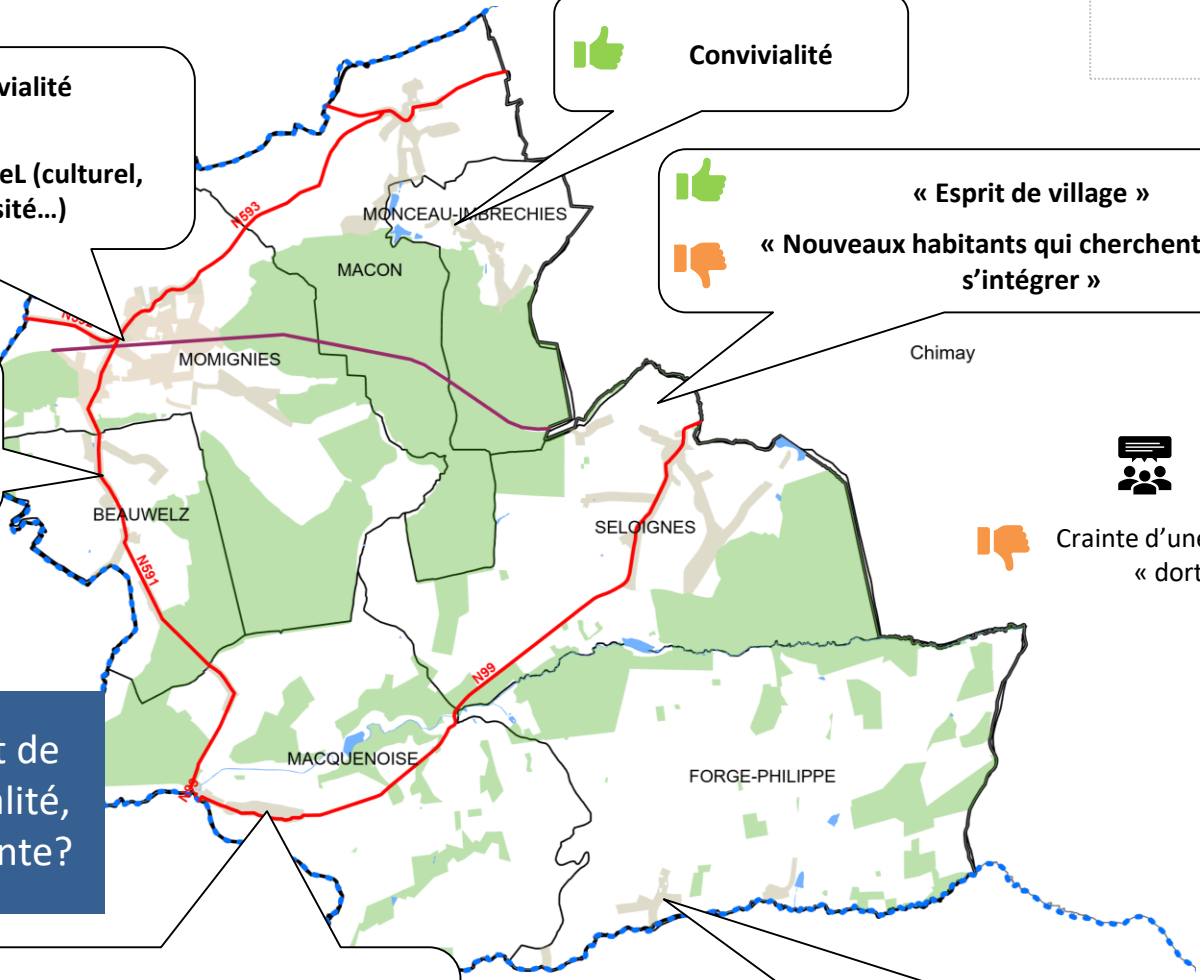 Convivialité
vialité
eL (culturel,
sité…)
« Esprit de village »
« Nouveaux habitants qui cherchent
s’intégrer »
N593
MONCEAU-IMBRECHIES
MACON
MOMIGNIES
Chimay
BEAUWELZ
SELOIGNES
Crainte d’une
« dort
N591
N99
t de
alité,
nte?
MACQUENOISE
FORGE-PHILIPPE